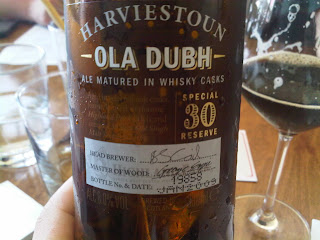 HARVIESTOUN
OLA DUBH
ALE MATURED IN WHISKY CASKS
SPECIAL
30
RESERVE
HEAD BREWER:
MASTER OF WOODS:
BOTTLE No. & DATE: 19858
JAN 2009